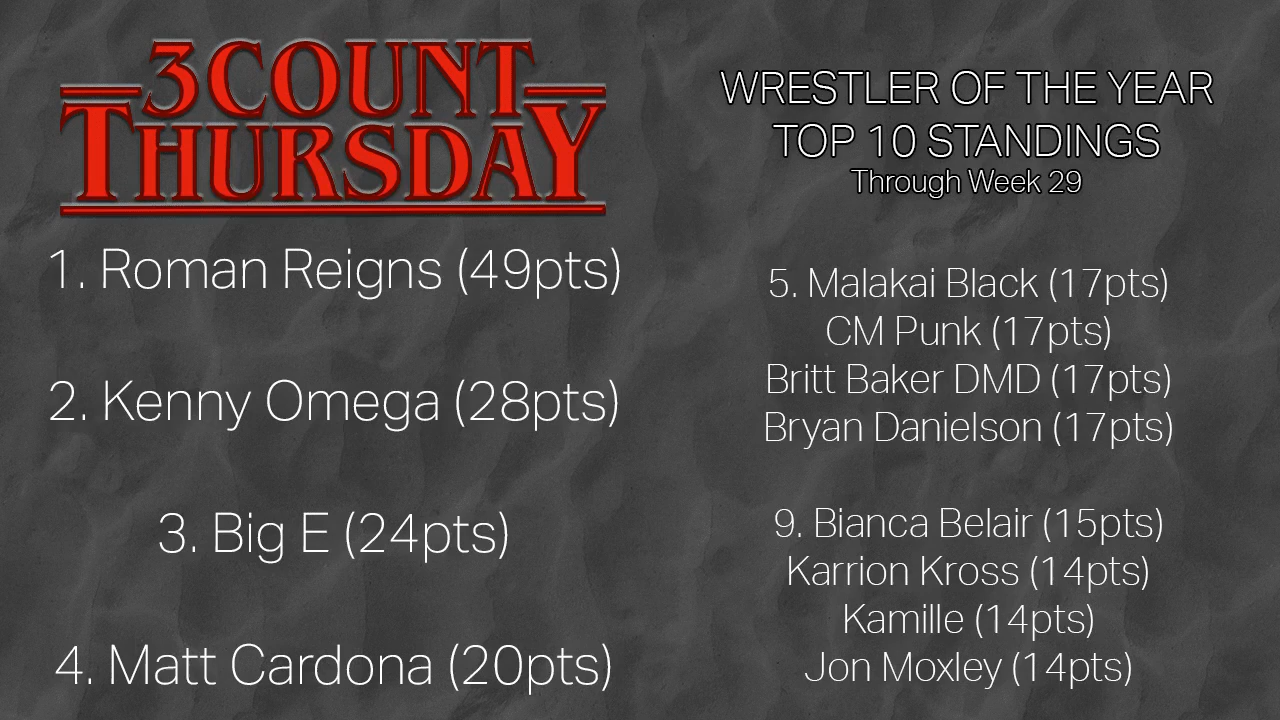 3COUNT
THURSDAY
1. Roman Reigns (49pts)
2. Kenny Omega (28pts)
3. Big E (24pts)
4. Matt Cardona (20pts)
WRESTLER OF THE YEAR
TOP 10 STANDINGS
Through Week 29
5. Malakai Black (17pts)
CM Punk (17pts)
Britt Baker DMD (17pts)
Bryan Danielson (17pts)
9. Bianca Belair (15pts)
Karrion Kross (14pts)
Kamille (14pts)
Jon Moxley (14pts)